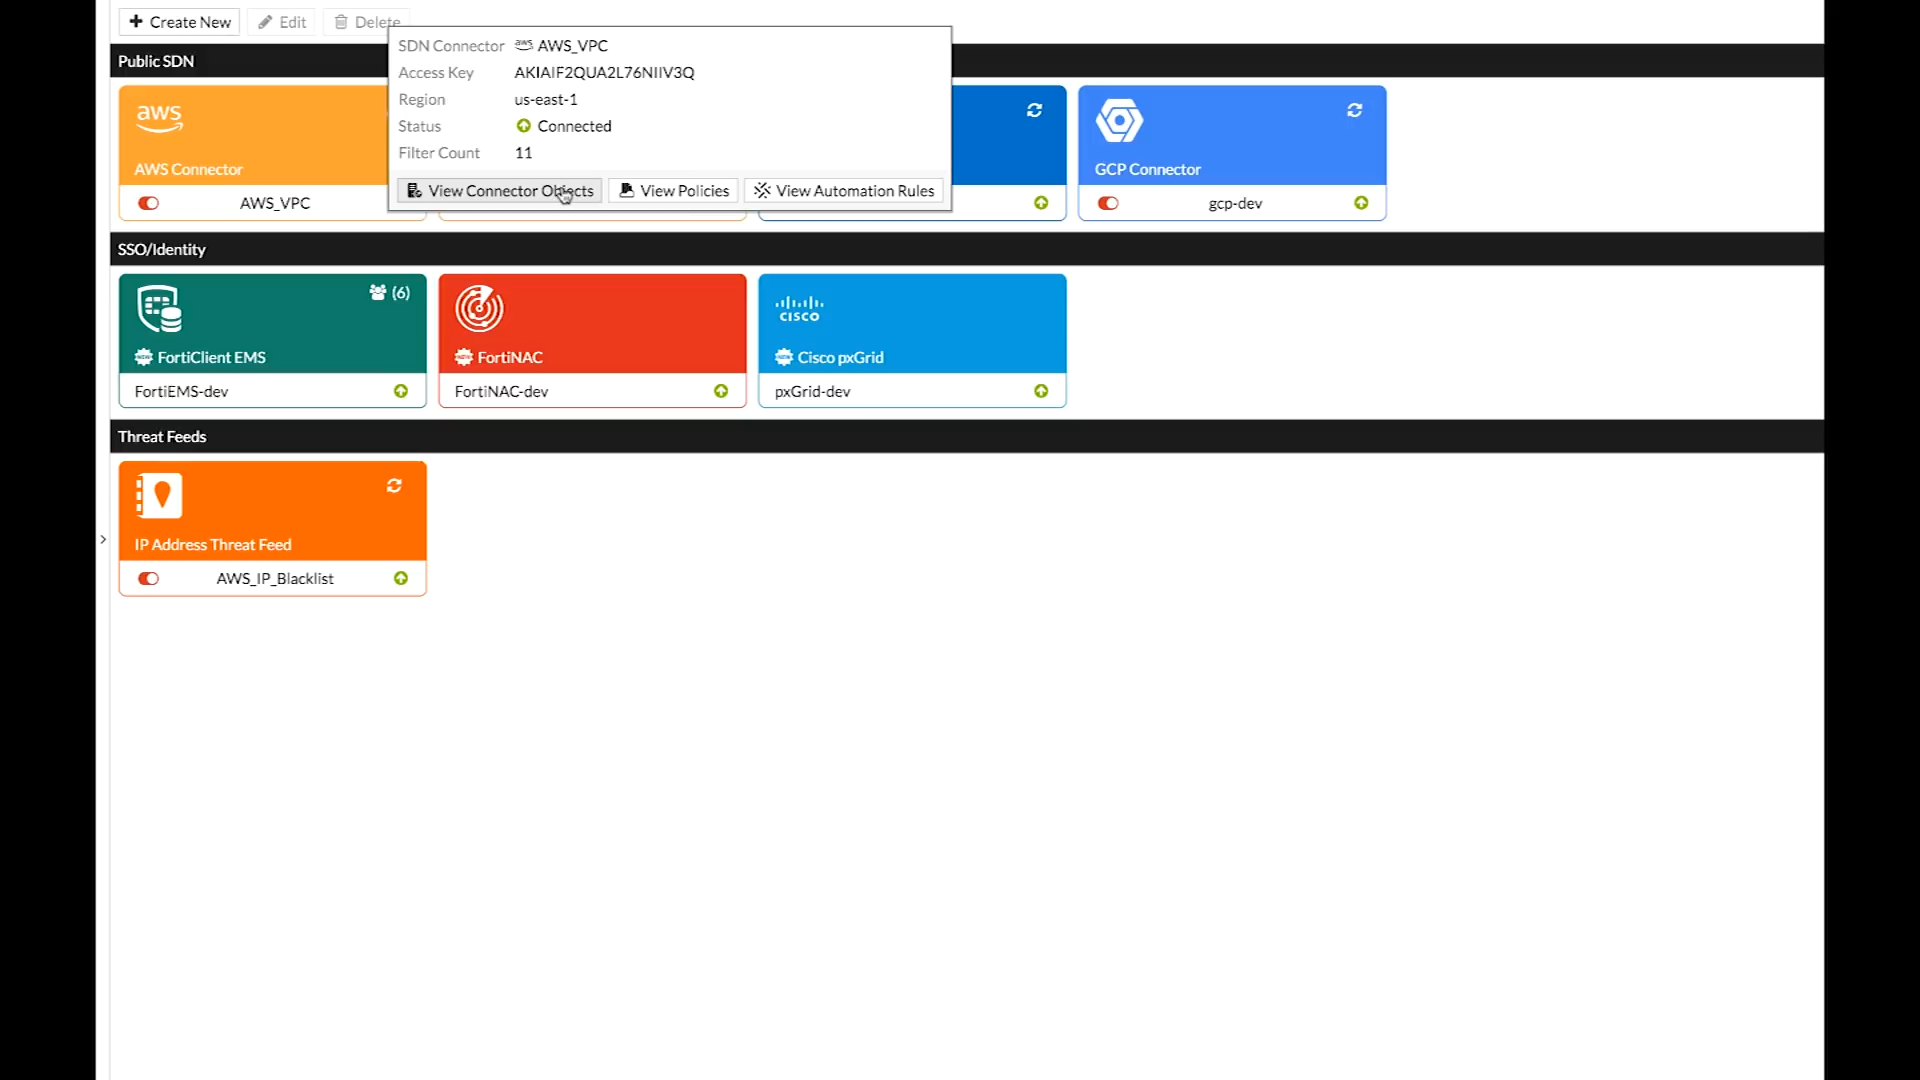 Create New
Edit
Delete
SDN Connector aws AWS_VPC
Access Key AKIAIF2QUA2L76NIIV3Q
Region us-east-1
Status Connected
Filter Count 11
View Connector Objects
View Policies
View Automation Rules
Public SDN
aws
AWS Connector
AWS_VPC
GCP Connector
gcp-dev
SSO/Identity
(6)
FortiClient EMS
FortiEMS-dev
FortiNAC
FortiNAC-dev
CISCO
Cisco pxGrid
pxGrid-dev
Threat Feeds
IP Address Threat Feed
AWS_IP_Blacklist